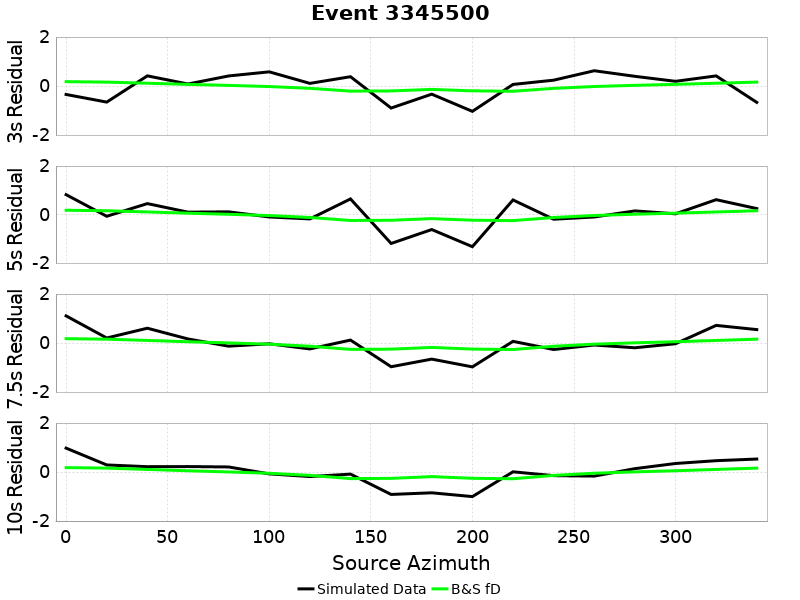 Event 3345500
3s Residual
2
0
-2
5s Residual
2
0
-2
7.5s Residual
2
0
-2
10s Residual
2
0
-2
0 50 100 150 200 250 300
Source Azimuth
Simulated Data B&S fD